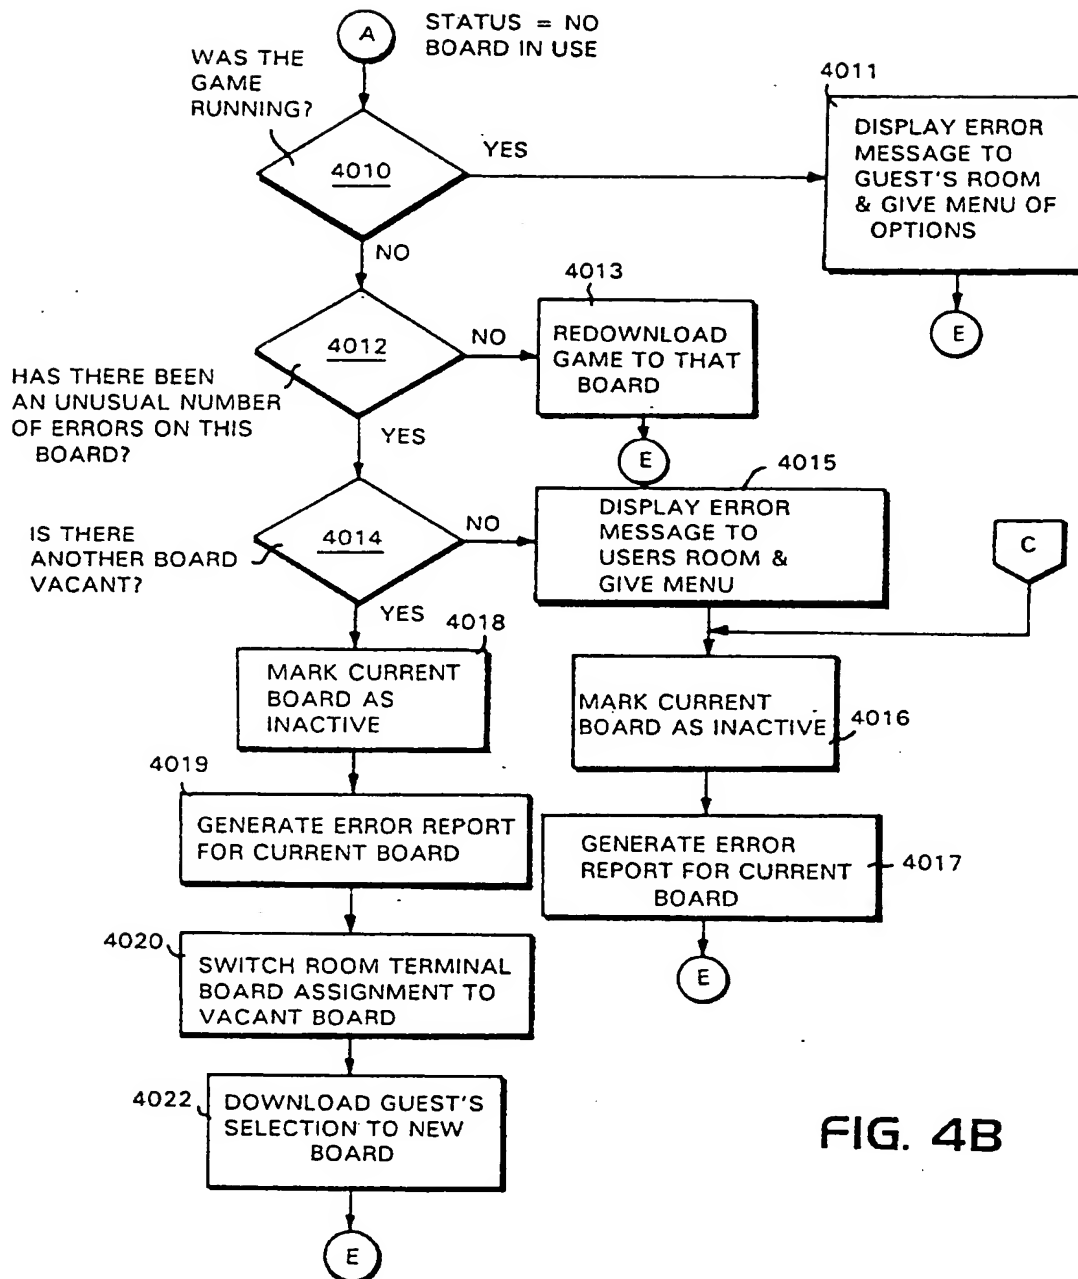 A
STATUS = NO
BOARD IN USE
WAS THE
GAME
RUNNING?
4010
YES
4011
DISPLAY ERROR
MESSAGE TO
GUEST'S ROOM
& GIVE MENU OF
OPTIONS
E
NO
4012
HAS THERE BEEN
AN UNUSUAL NUMBER
OF ERRORS ON THIS
BOARD?
NO
4013
REDOWNLOAD
GAME TO THAT
BOARD
E
YES
IS THERE
ANOTHER BOARD
VACANT?
4014
NO
4015
DISPLAY ERROR
MESSAGE TO
USERS ROOM &
GIVE MENU
C
YES
4018
MARK CURRENT
BOARD AS
INACTIVE
MARK CURRENT
BOARD AS INACTIVE
4016
4019
GENERATE ERROR REPORT
FOR CURRENT BOARD
GENERATE ERROR
REPORT FOR CURRENT
BOARD
4017
E
4020
SWITCH ROOM TERMINAL
BOARD ASSIGNMENT TO
VACANT BOARD
4022
DOWNLOAD GUEST'S
SELECTION TO NEW
BOARD
E
FIG. 4B